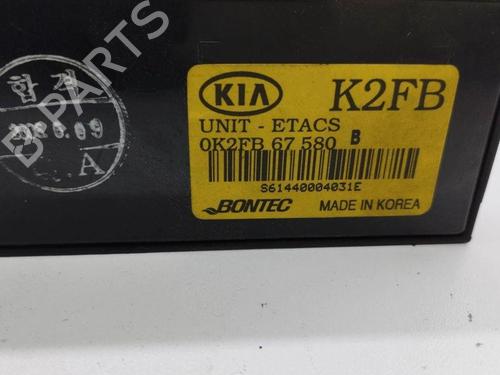 합격
A
KIA
K2FB
UNIT - ETACS
0K2FB 67 580 B
S61440004031E
BONTEC
MADE IN KOREA
B PARTS